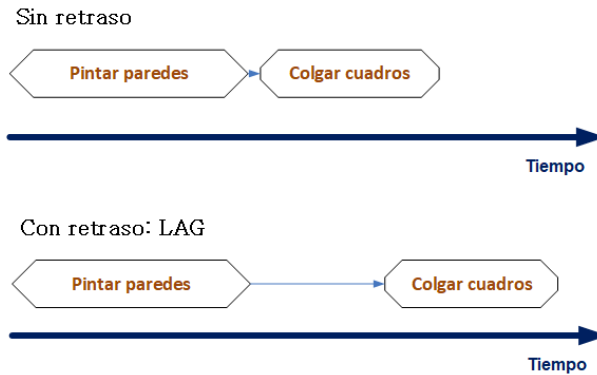 Sin retraso
Pintar paredes
Colgar cuadros
Tiempo
Con retraso: LAG
Pintar paredes
Colgar cuadros
Tiempo